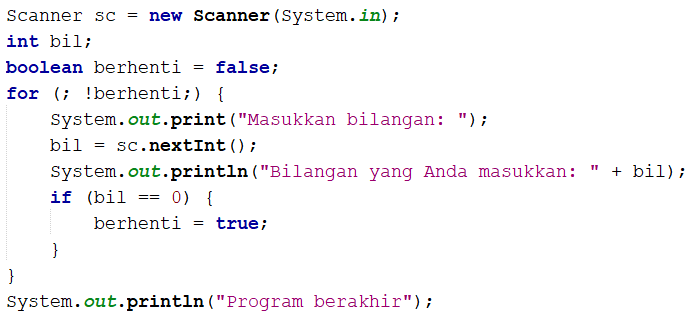 Scanner sc = new Scanner(System.in);
int bil;
boolean berhenti = false;
for (; !berhenti;) {
    System.out.print("Masukkan bilangan: ");
    bil = sc.nextInt();
    System.out.println("Bilangan yang Anda masukkan: " + bil);
    if (bil == 0) {
        berhenti = true;
    }
}
System.out.println("Program berakhir");